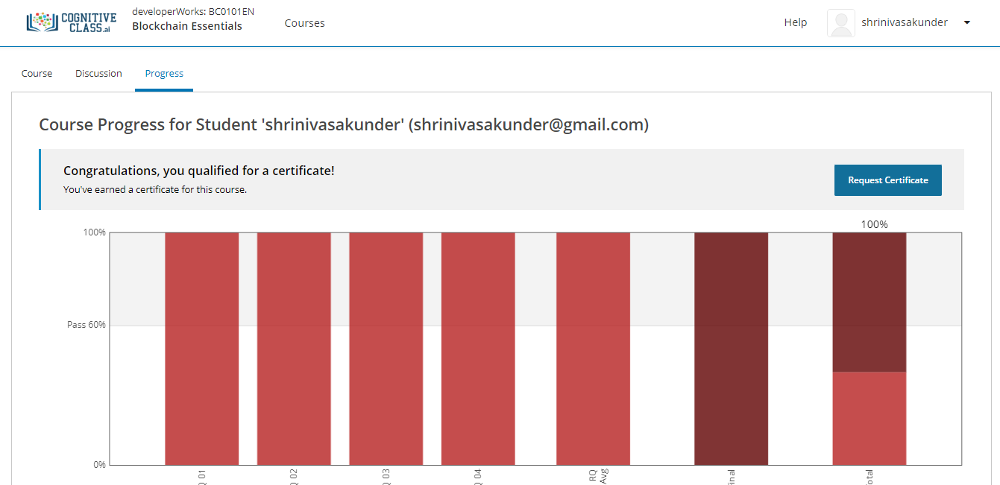 COGNITIVE
CLASS.ai
developerWorks: BC0101EN
Blockchain Essentials
Courses
Help
shrinivasakunder
Course
Discussion
Progress
Course Progress for Student 'shrinivasakunder' (shrinivasakunder@gmail.com)
Congratulations, you qualified for a certificate!
You've earned a certificate for this course.
Request Certificate
100%
100%
Pass 60%
0%
Q 01
Q 02
Q 03
Q 04
RQ
Avg